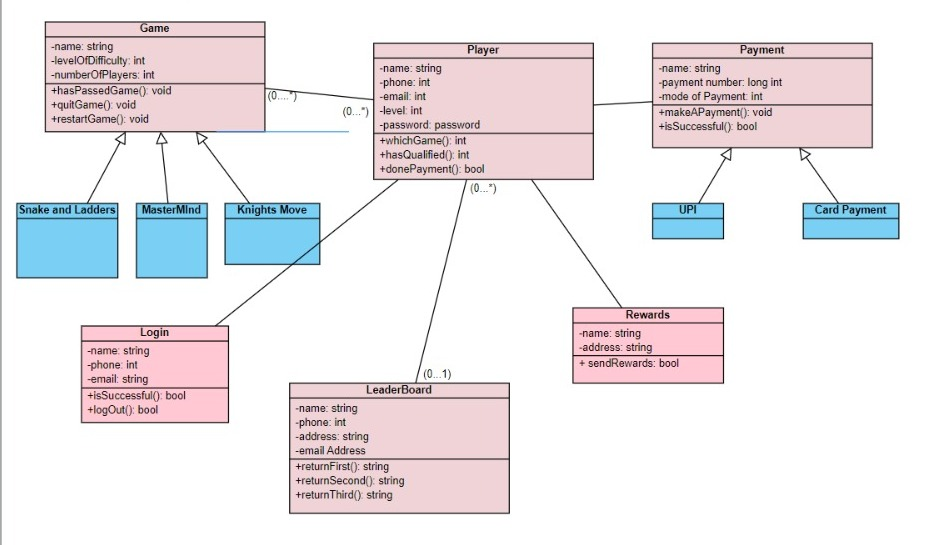 Game
-name: string
-levelOfDifficulty: int
-numberOfPlayers: int
+hasPassedGame(): void
+quitGame(): void
+restartGame(): void
(0....*)
(0...*)
Player
-name: string
-phone: int
-email: int
-level: int
-password: password
+whichGame(): int
+hasQualified(): int
+donePayment(): bool
(0...*)
Payment
-name: string
-payment number: long int
-mode of Payment: int
+makeAPayment(): void
+isSuccessful(): bool
Snake and Ladders
MasterMInd
Knights Move
UPI
Card Payment
Login
-name: string
-phone: int
-email: string
+isSuccessful(): bool
+logOut(): bool
(0...1)
LeaderBoard
-name: string
-phone: int
-address: string
-email Address
+returnFirst(): string
+returnSecond(): string
+returnThird(): string
Rewards
-name: string
-address: string
+ sendRewards: bool